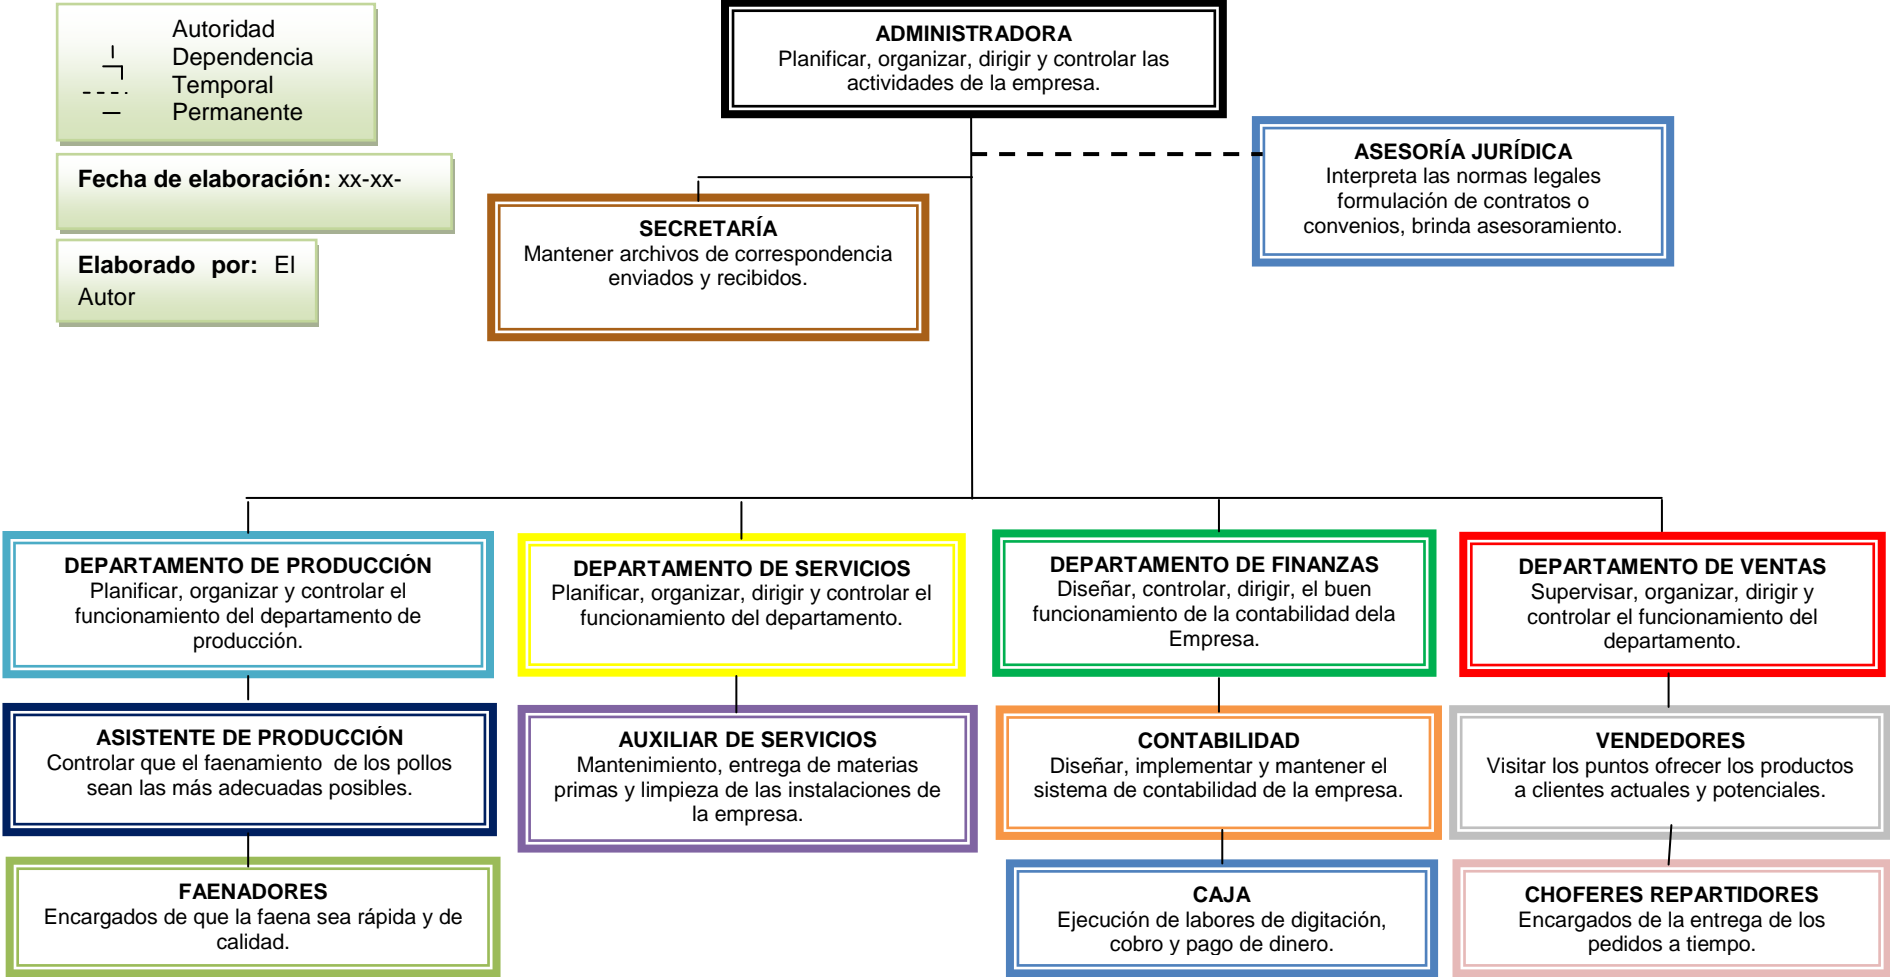 Autoridad
Dependencia
Temporal
Permanente
Fecha de elaboración: xx-xx-
Elaborado por: El
Autor
ADMINISTRADORA
Planificar, organizar, dirigir y controlar las
actividades de la empresa.
ASESORÍA JURÍDICA
Interpreta las normas legales
formulación de contratos o
convenios, brinda asesoramiento.
SECRETARÍA
Mantener archivos de correspondencia
enviados y recibidos.
DEPARTAMENTO DE PRODUCCIÓN
Planificar, organizar y controlar el
funcionamiento del departamento de
producción.
DEPARTAMENTO DE SERVICIOS
Planificar, organizar, dirigir y controlar el
funcionamiento del departamento.
DEPARTAMENTO DE FINANZAS
Diseñar, controlar, dirigir, el buen
funcionamiento de la contabilidad dela
Empresa.
DEPARTAMENTO DE VENTAS
Supervisar, organizar, dirigir y
controlar el funcionamiento del
departamento.
ASISTENTE DE PRODUCCIÓN
Controlar que el faenamiento de los pollos
sean las más adecuadas posibles.
AUXILIAR DE SERVICIOS
Mantenimiento, entrega de materias
primas y limpieza de las instalaciones de
la empresa.
CONTABILIDAD
Diseñar, implementar y mantener el
sistema de contabilidad de la empresa.
VENDEDORES
Visitar los puntos ofrecer los productos
a clientes actuales y potenciales.
FAENADORES
Encargados de que la faena sea rápida y de
calidad.
CAJA
Ejecución de labores de digitación,
cobro y pago de dinero.
CHOFERES REPARTIDORES
Encargados de la entrega de los
pedidos a tiempo.